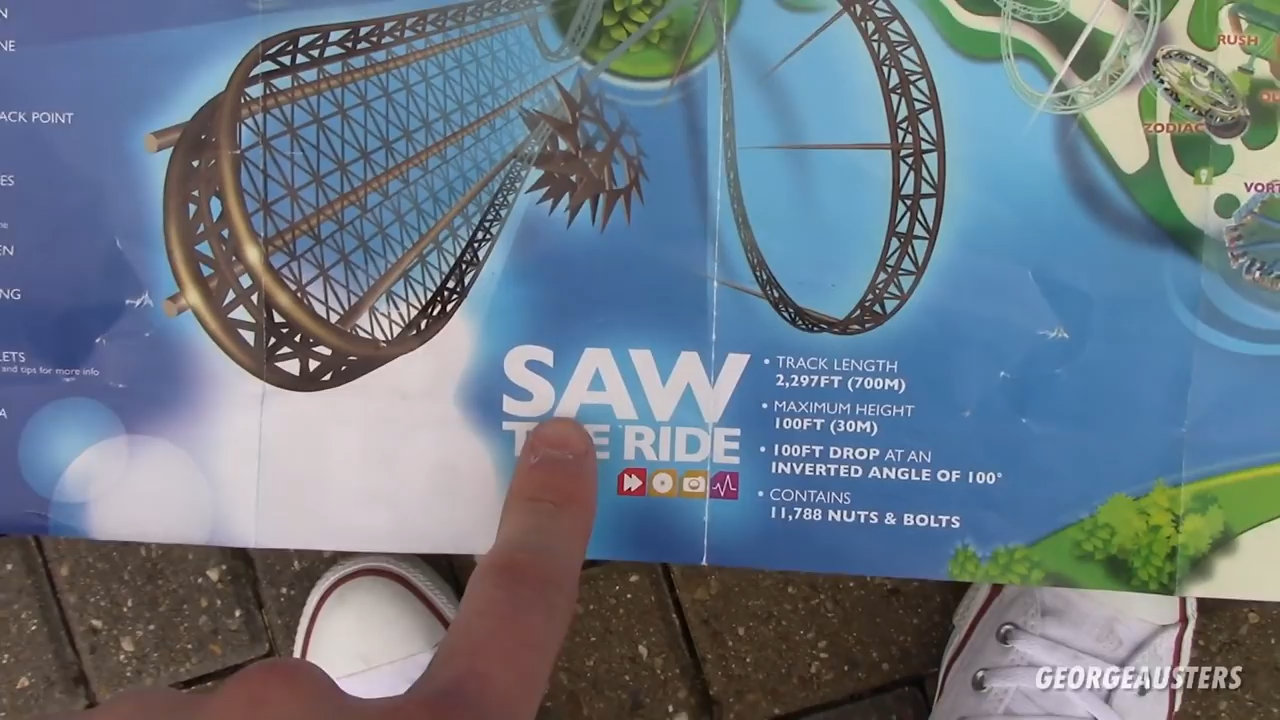 N
NE
ACK POINT
ES
ne
EN
NG
LETS
and tips for more info
A
RUSH
ZODIAC
VORT
SAW
THE RIDE
• TRACK LENGTH
2,297FT (700M)
• MAXIMUM HEIGHT
100FT (30M)
• 100FT DROP AT AN
INVERTED ANGLE OF 100°
• CONTAINS
11,788 NUTS & BOLTS
GEORGEAUSTERS